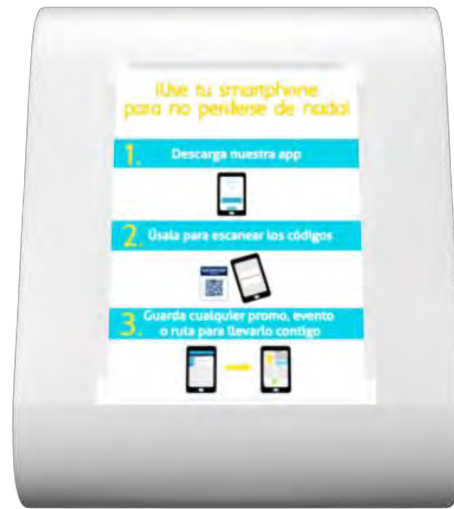 ¡Use tu smartphone
para no perderse de nada!
1. Descarga nuestra app
2. Úsala para escanear los códigos
3. Guarda cualquier promo, evento
o ruta para llevarlo contigo